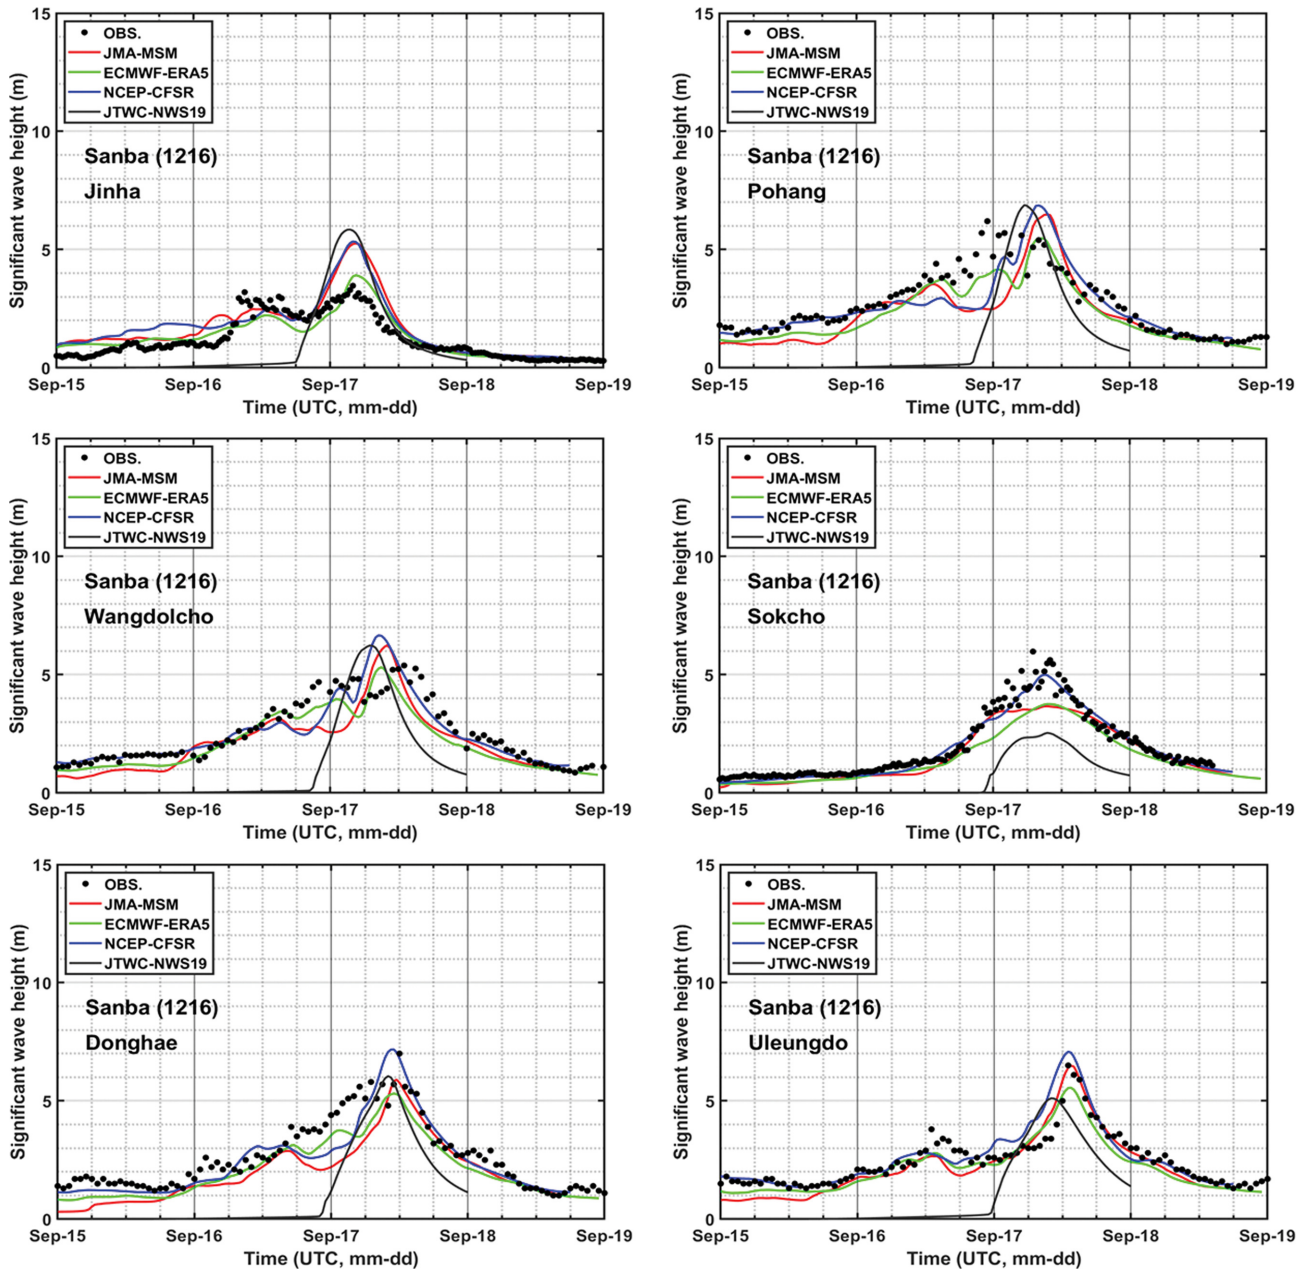 15
10
5
0
Significant wave height (m)
OBS.
JMA-MSM
ECMWF-ERA5
NCEP-CFSR
JTWC-NWS19
Sanba (1216)
Jinha
Sep-15 Sep-16 Sep-17 Sep-18 Sep-19
Time (UTC, mm-dd)
15
10
5
0
Significant wave height (m)
OBS.
JMA-MSM
ECMWF-ERA5
NCEP-CFSR
JTWC-NWS19
Sanba (1216)
Pohang
Sep-15 Sep-16 Sep-17 Sep-18 Sep-19
Time (UTC, mm-dd)
15
10
5
0
Significant wave height (m)
OBS.
JMA-MSM
ECMWF-ERA5
NCEP-CFSR
JTWC-NWS19
Sanba (1216)
Wangdolcho
Sep-15 Sep-16 Sep-17 Sep-18 Sep-19
Time (UTC, mm-dd)
15
10
5
0
Significant wave height (m)
OBS.
JMA-MSM
ECMWF-ERA5
NCEP-CFSR
JTWC-NWS19
Sanba (1216)
Sokcho
Sep-15 Sep-16 Sep-17 Sep-18 Sep-19
Time (UTC, mm-dd)
15
10
5
0
Significant wave height (m)
OBS.
JMA-MSM
ECMWF-ERA5
NCEP-CFSR
JTWC-NWS19
Sanba (1216)
Donghae
Sep-15 Sep-16 Sep-17 Sep-18 Sep-19
Time (UTC, mm-dd)
15
10
5
0
Significant wave height (m)
OBS.
JMA-MSM
ECMWF-ERA5
NCEP-CFSR
JTWC-NWS19
Sanba (1216)
Uleungdo
Sep-15 Sep-16 Sep-17 Sep-18 Sep-19
Time (UTC, mm-dd)